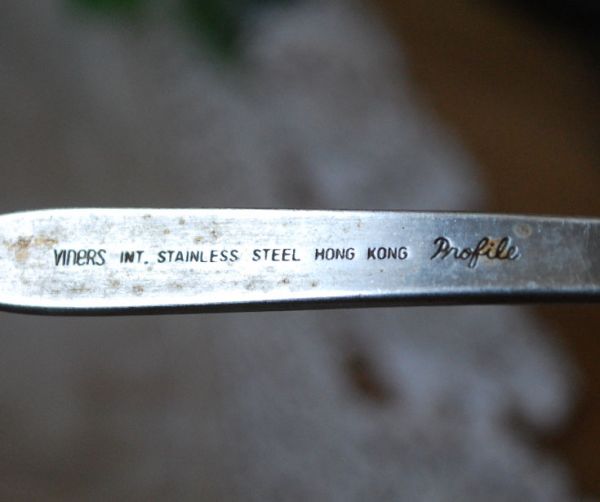 VINERS INT. STAINLESS STEEL HONG KONG Profile